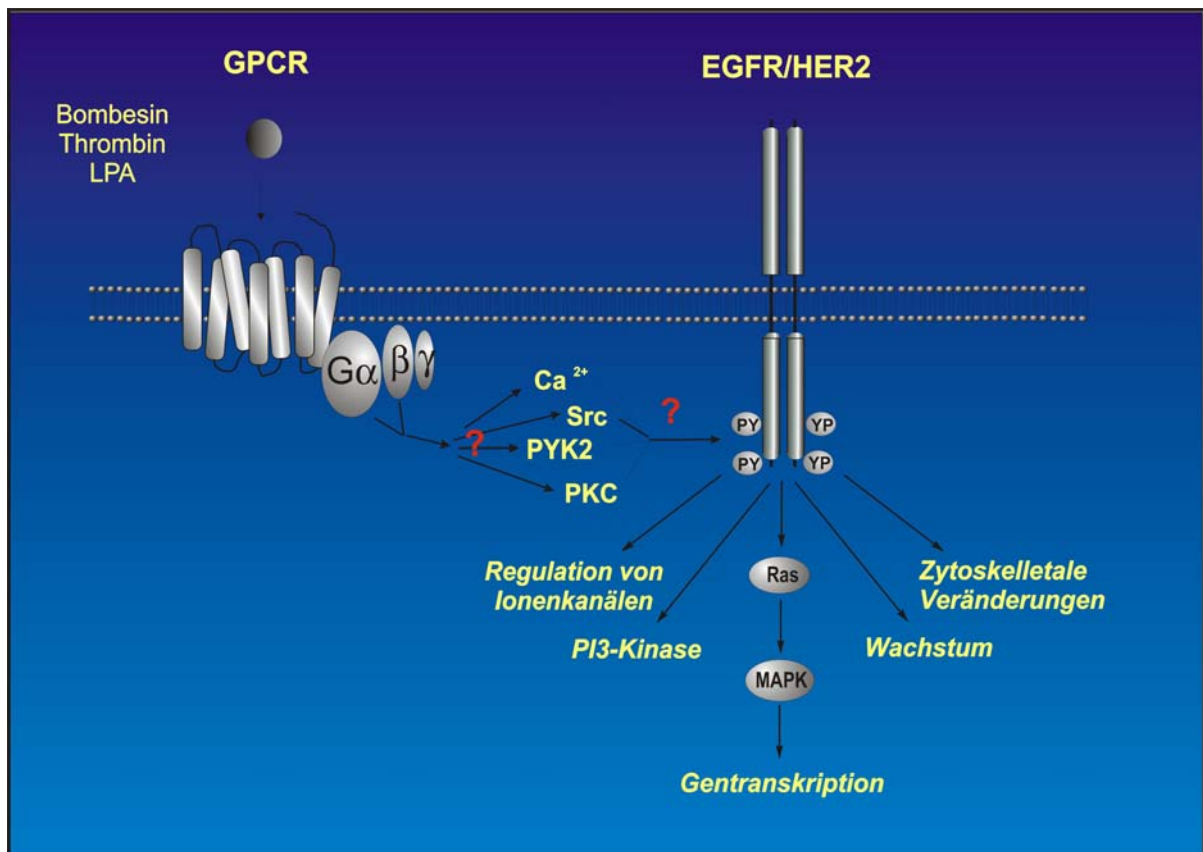 GPCR
EGFR/HER2
Bombesin
Thrombin
LPA
Gα
β
γ
Ca 2+
?
Src
?
PYK2
PKC
PY
YP
PY
YP
Regulation von
Ionenkanälen
PI3-Kinase
Ras
MAPK
Gentranskription
Zytoskelletale
Veränderungen
Wachstum